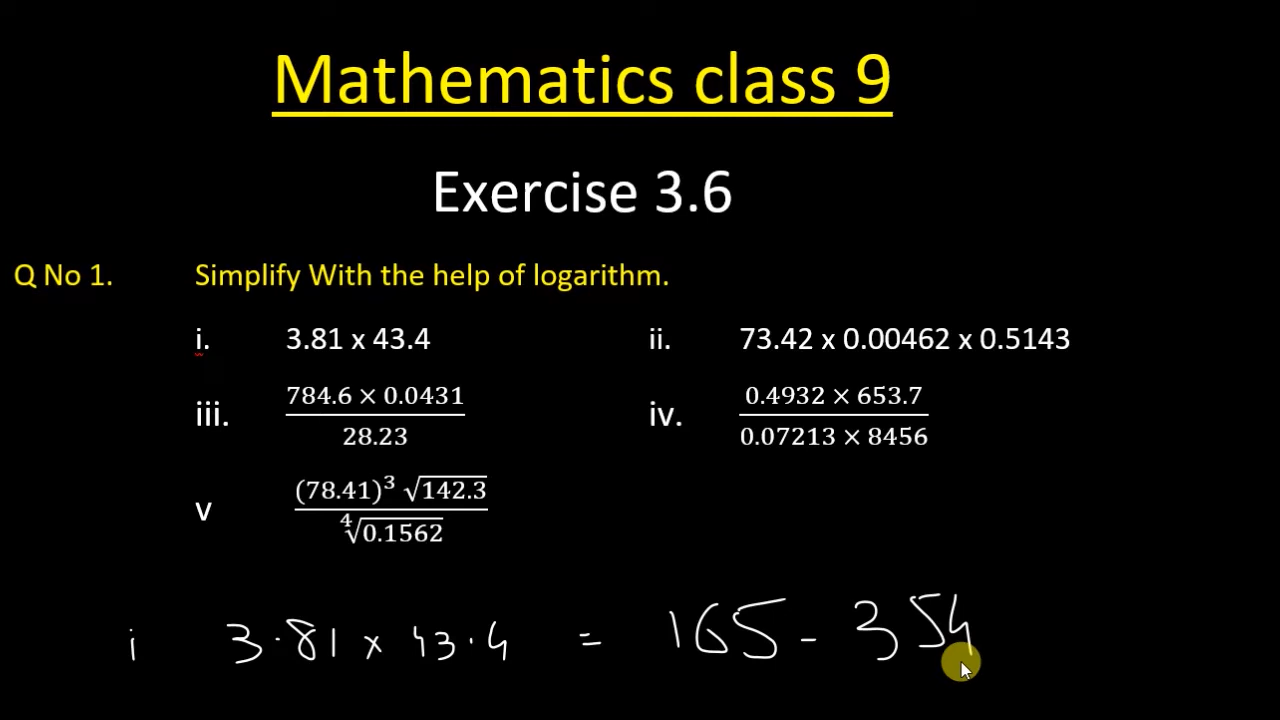 Mathematics class 9
Exercise 3.6
Q No 1. Simplify With the help of logarithm.
i. 3.81 x 43.4 ii. 73.42 x 0.00462 x 0.5143
iii. \frac{784.6 × 0.0431}{28.23} iv. \frac{0.4932 × 653.7}{0.07213 × 8456}
v \frac{(78.41)^3 \sqrt{142.3}}{\sqrt[4]{0.1562}}
i 3.81 x 43.4 = 165-354